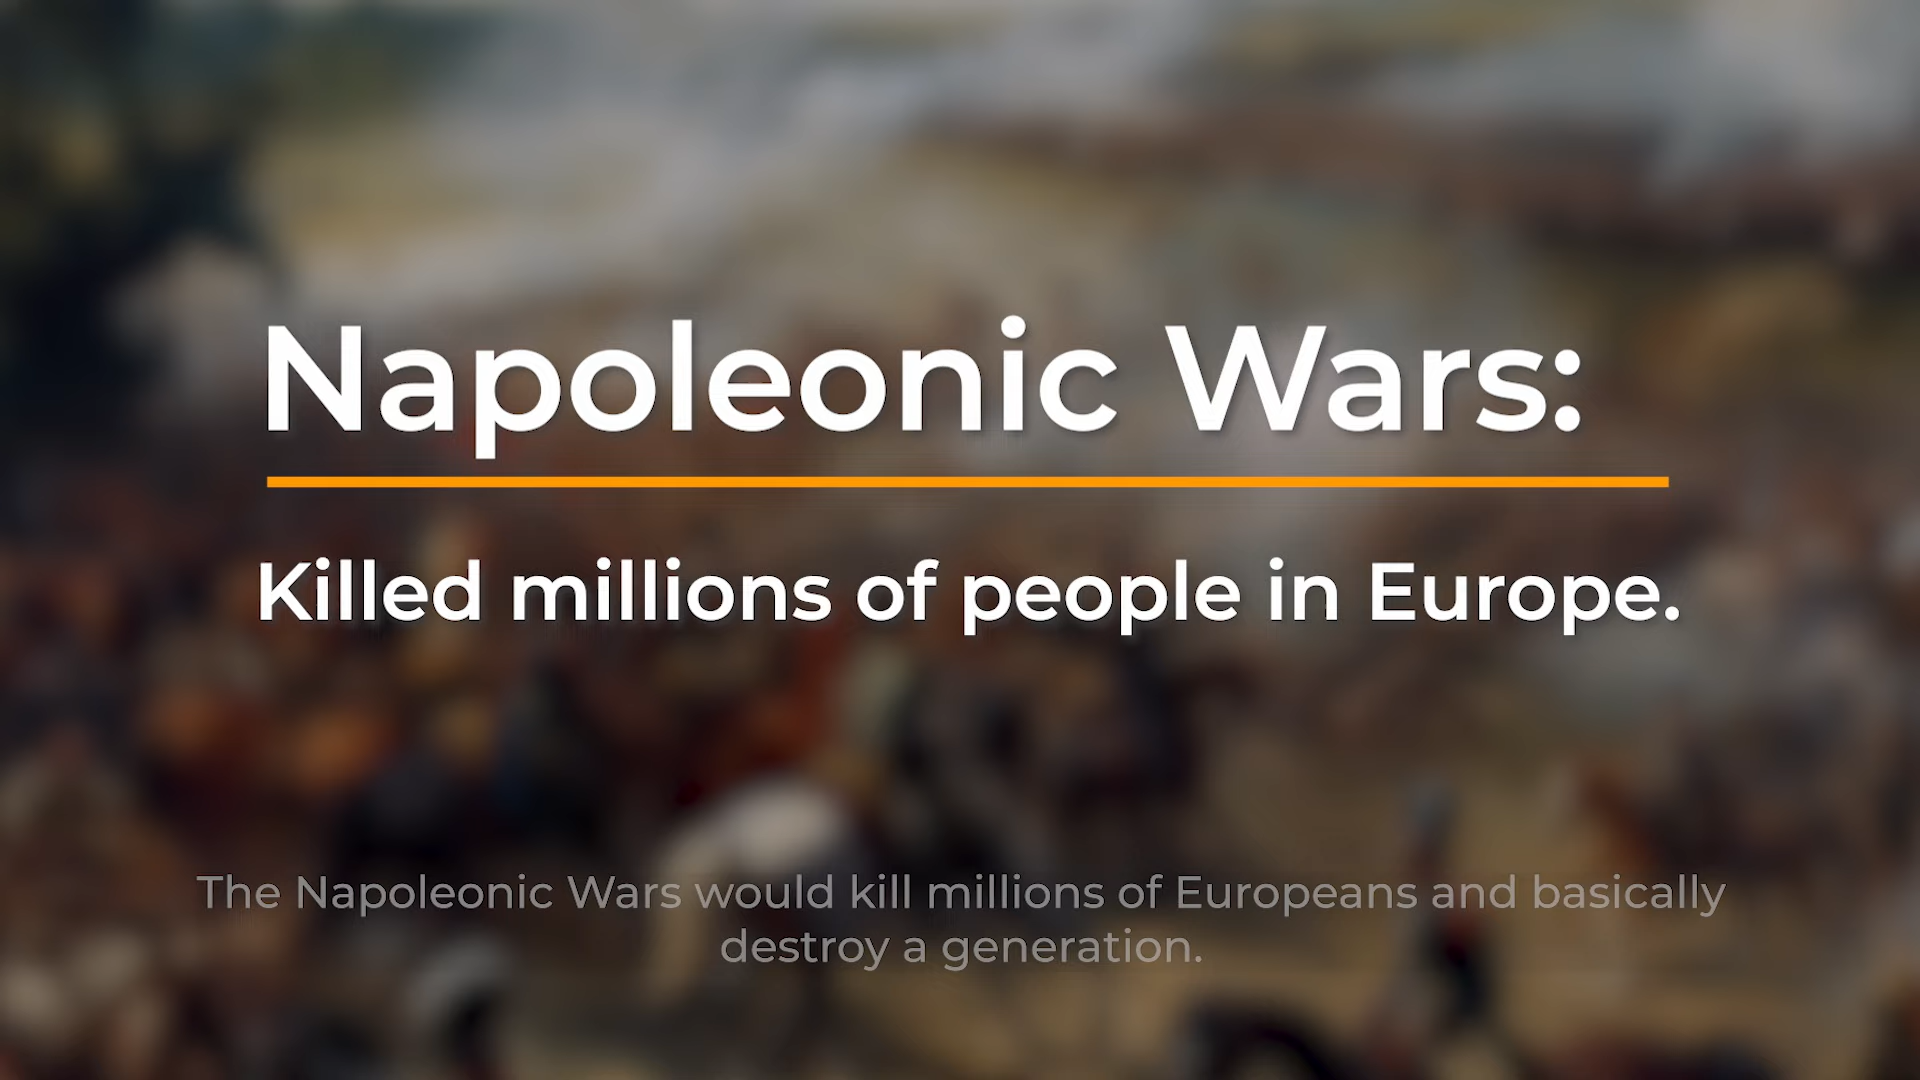 Napoleonic Wars:
Killed millions of people in Europe.
The Napoleonic Wars would kill millions of Europeans and basically
destroy a generation.